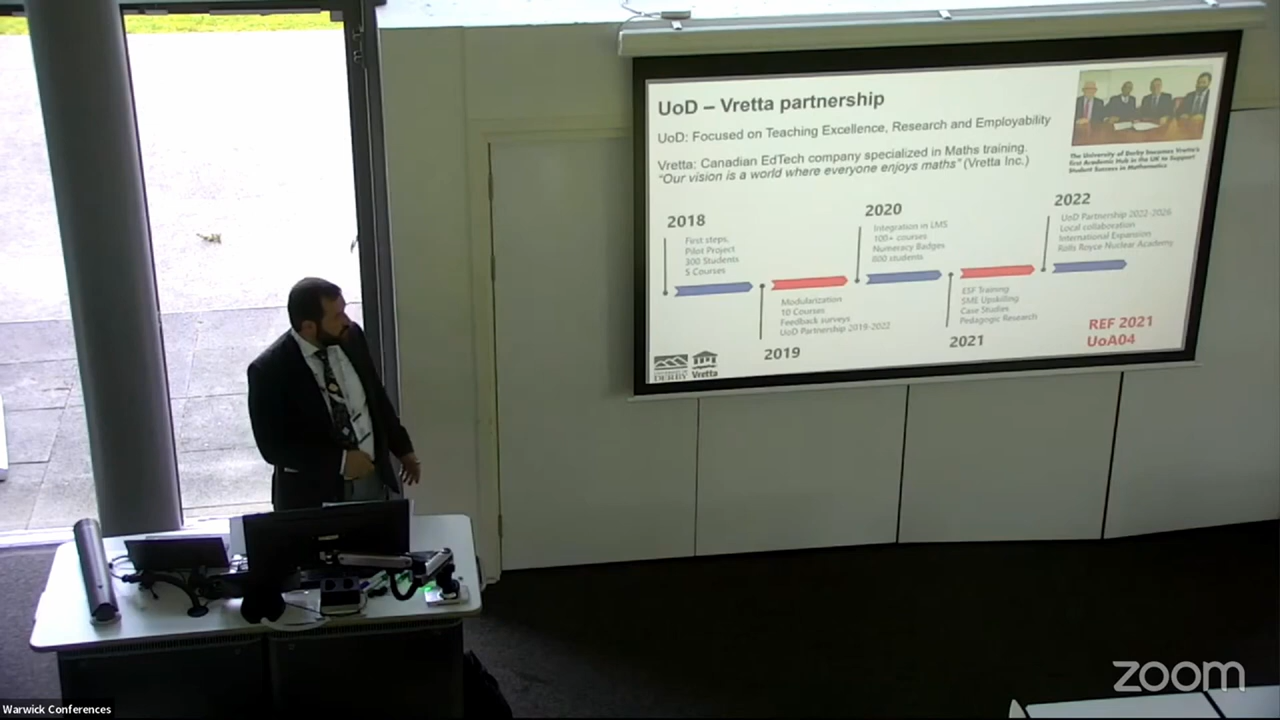 UoD – Vretta partnership
UoD: Focused on Teaching Excellence, Research and Employability
Vretta: Canadian EdTech company specialized in Maths training.
"Our vision is a world where everyone enjoys maths" (Vretta Inc.)
The University of Derby becomes Vretta's
first Academic Hub in the UK to Support
Student Success in Mathematics
2018
First steps,
Pilot Project
300 Students
5 Courses
Modularization
10 Courses
Feedback surveys
UoD Partnership 2019-2022
2019
2020
Integration in LMS
100+ courses
Numeracy Badges
800 students
ESF Training
SME Upskilling
Case Studies
Pedagogic Research
2021
2022
UoD Partnership 2022-2026
Local collaboration
International Expansion
Rolls Royce Nuclear Academy
REF 2021
UoA04
DERBY
Vretta
zoom
Warwick Conferences